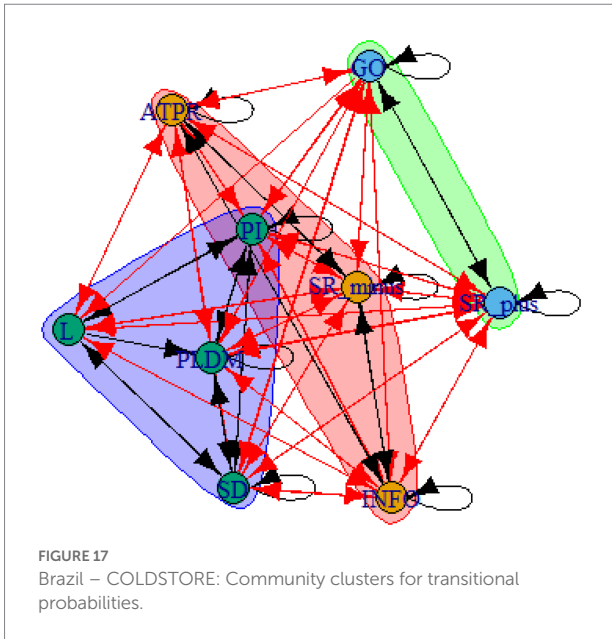 GO
ATPR
PI
SR_minus
SR_plus
L
PLDM
SD
INFO
FIGURE 17
Brazil – COLDSTORE: Community clusters for transitional
probabilities.